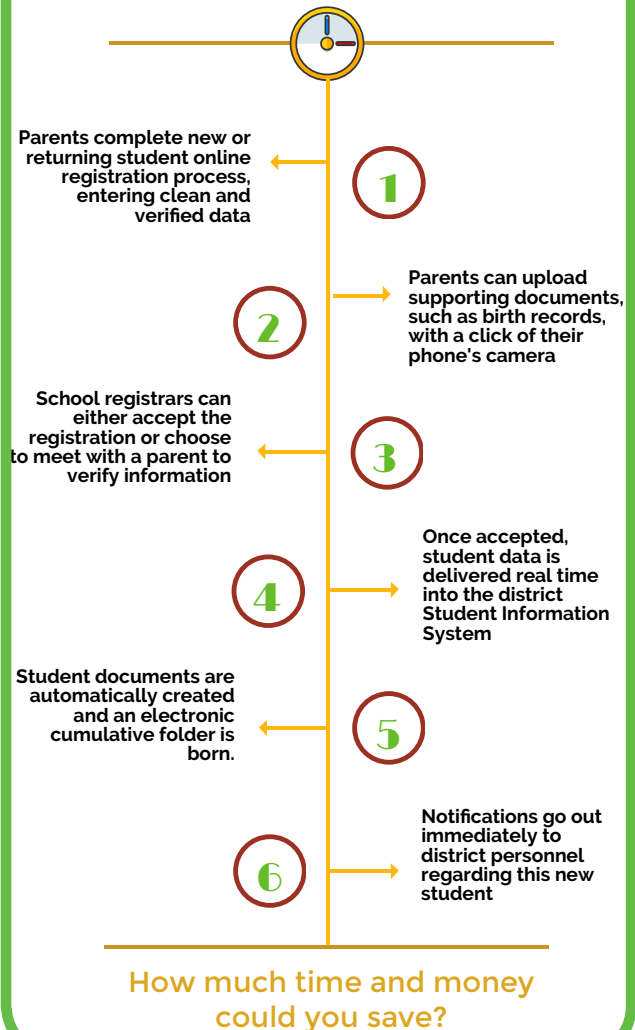 Parents complete new or
returning student online
registration process,
entering clean and
verified data
1
Parents can upload
supporting documents,
such as birth records,
with a click of their
phone's camera
2
School registrars can
either accept the
registration or choose
to meet with a parent to
verify information
3
Once accepted,
student data is
delivered real time
into the district
Student Information
System
4
Student documents are
automatically created
and an electronic
cumulative folder is
born.
5
Notifications go out
immediately to
district personnel
regarding this new
student
6
How much time and money
could you save?